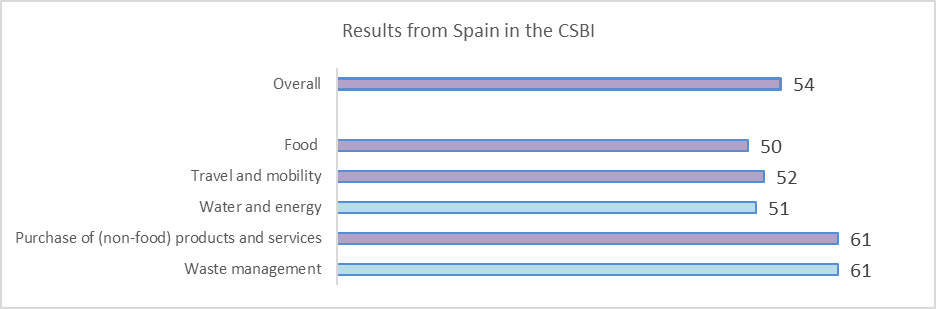 Results from Spain in the CSBI
Overall 54
Food 50
Travel and mobility 52
Water and energy 51
Purchase of (non-food) products and services 61
Waste management 61